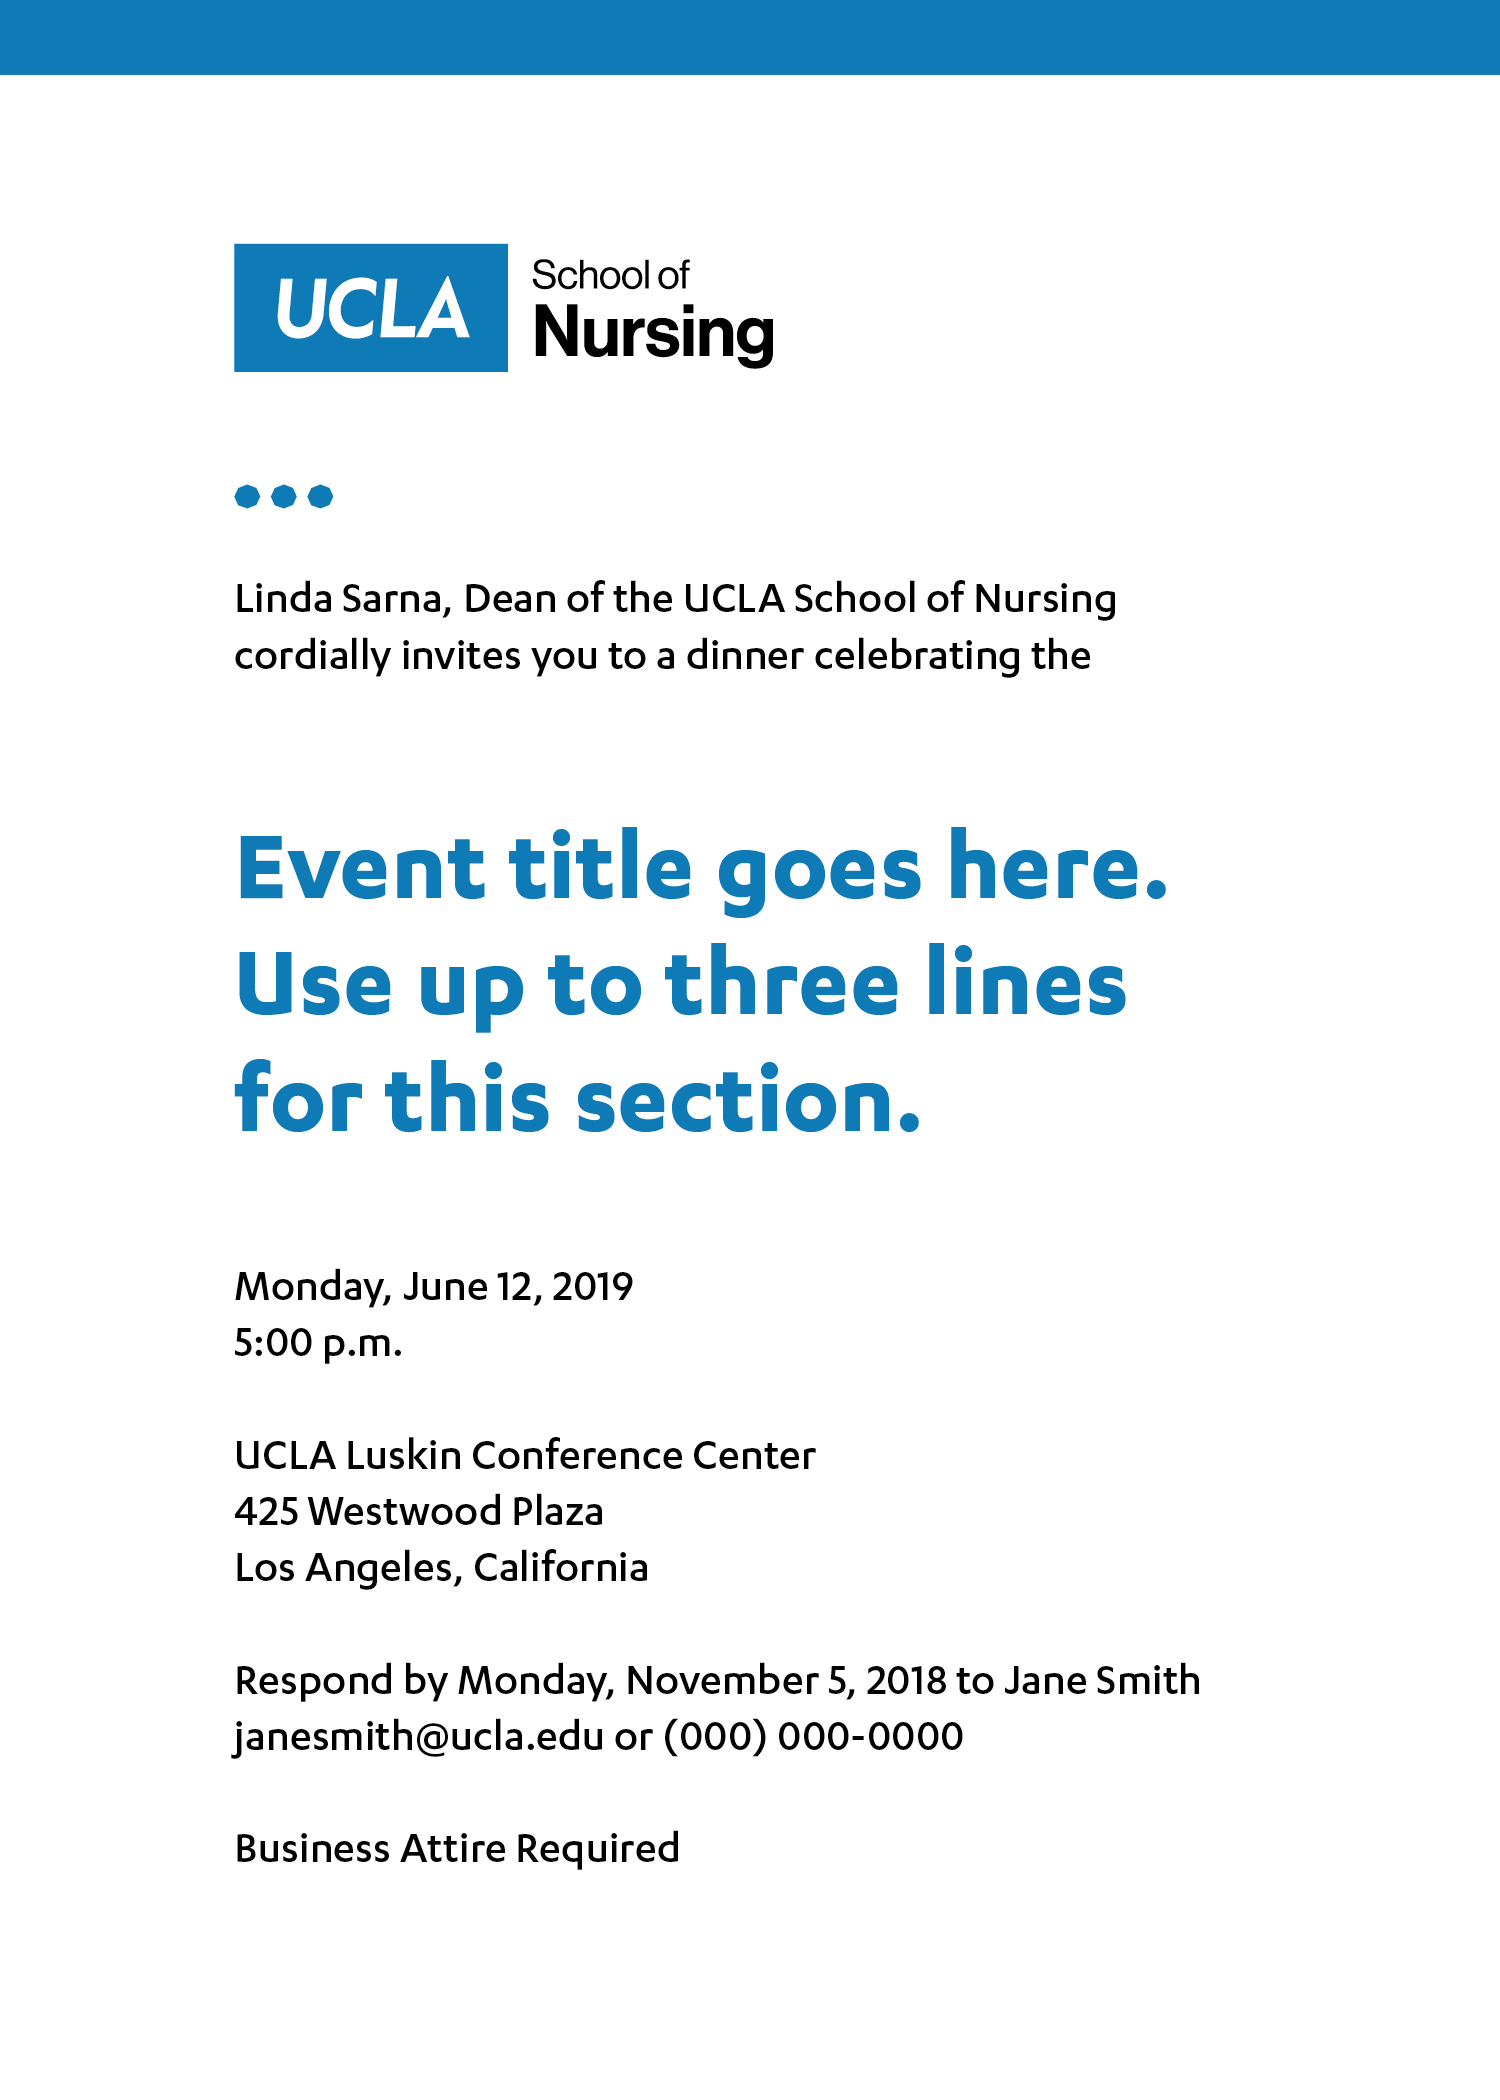 UCLA
School of
Nursing
Linda Sarna, Dean of the UCLA School of Nursing
cordially invites you to a dinner celebrating the
Event title goes here.
Use up to three lines
for this section.
Monday, June 12, 2019
5:00 p.m.
UCLA Luskin Conference Center
425 Westwood Plaza
Los Angeles, California
Respond by Monday, November 5, 2018 to Jane Smith
janesmith@ucla.edu or (000) 000-0000
Business Attire Required